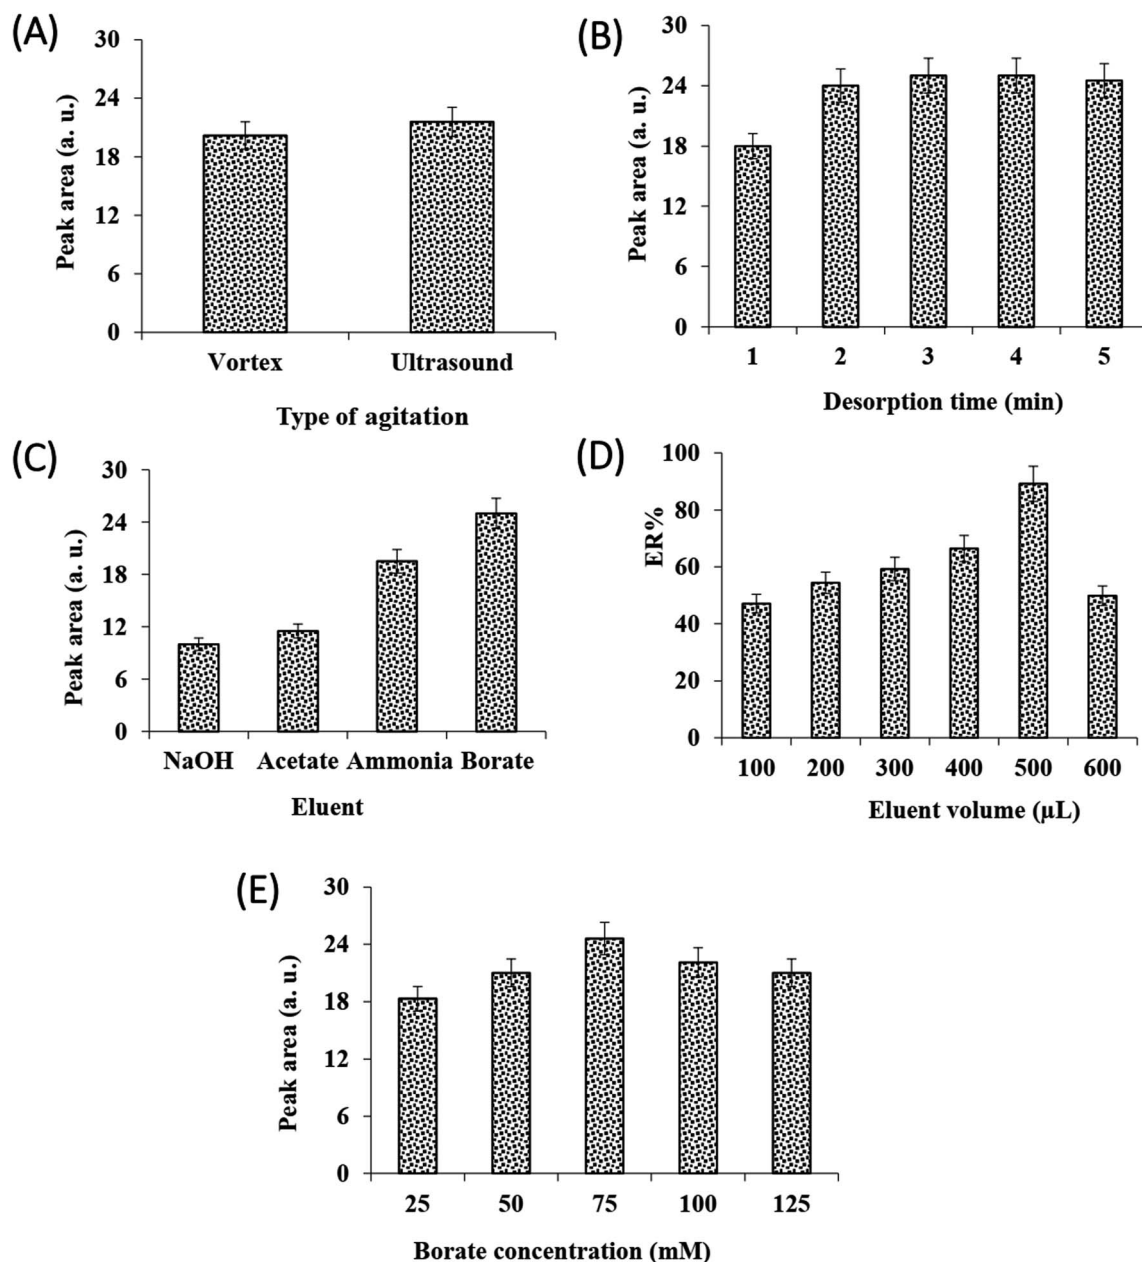 (A)
30
24
18
12
6
0
Peak area (a. u.)
Vortex Ultrasound
Type of agitation
(B)
30
24
18
12
6
0
Peak area (a. u.)
1 2 3 4 5
Desorption time (min)
(C)
30
24
18
12
6
0
Peak area (a. u.)
NaOH Acetate Ammonia Borate
Eluent
(D)
100
80
60
40
20
0
ER%
100 200 300 400 500 600
Eluent volume (µL)
(E)
30
24
18
12
6
0
Peak area (a. u.)
25 50 75 100 125
Borate concentration (mM)